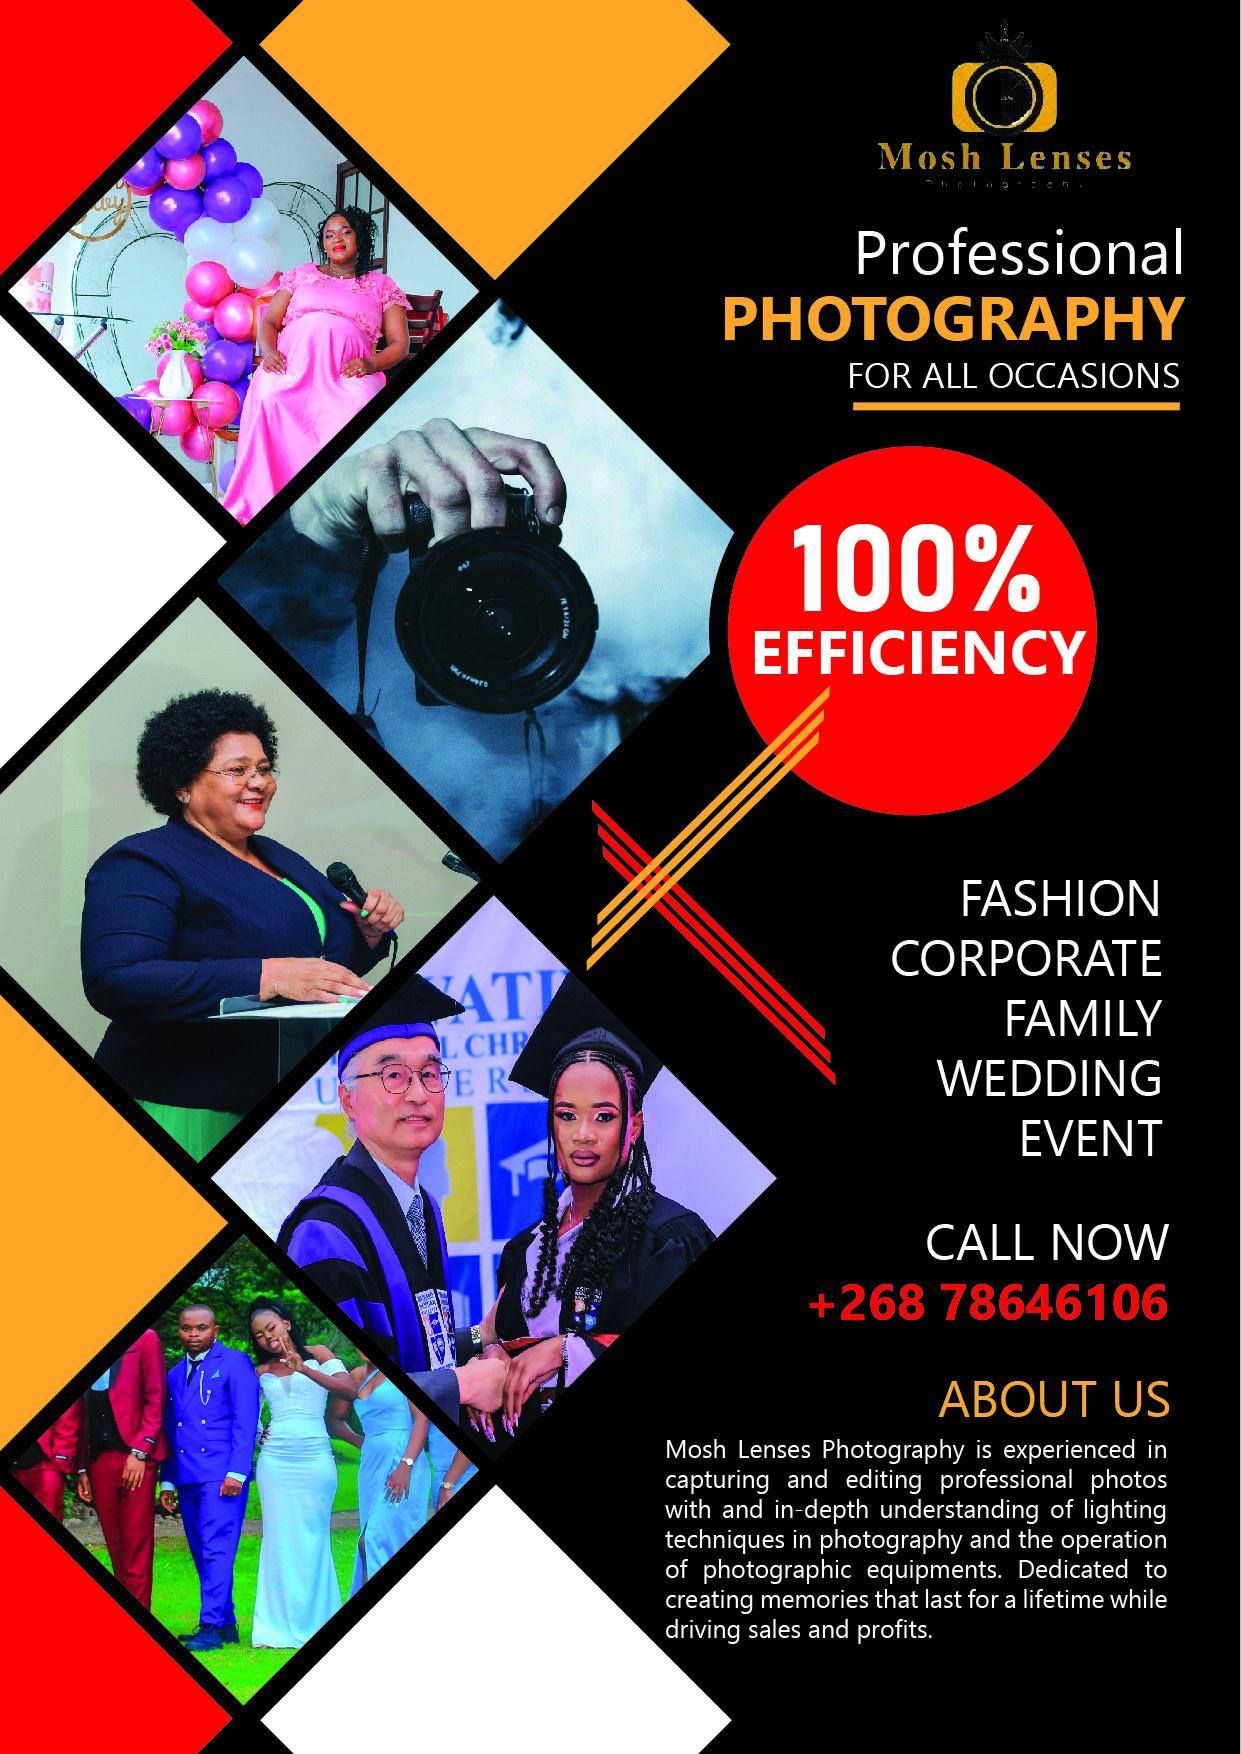 Mosh Lenses
Photography
Professional
PHOTOGRAPHY
FOR ALL OCCASIONS
100%
EFFICIENCY
FASHION
CORPORATE
FAMILY
WEDDING
EVENT
CALL NOW
+268 78646106
ABOUT US
Mosh Lenses Photography is experienced in
capturing and editing professional photos
with and in-depth understanding of lighting
techniques in photography and the operation
of photographic equipments. Dedicated to
creating memories that last for a lifetime while
driving sales and profits.